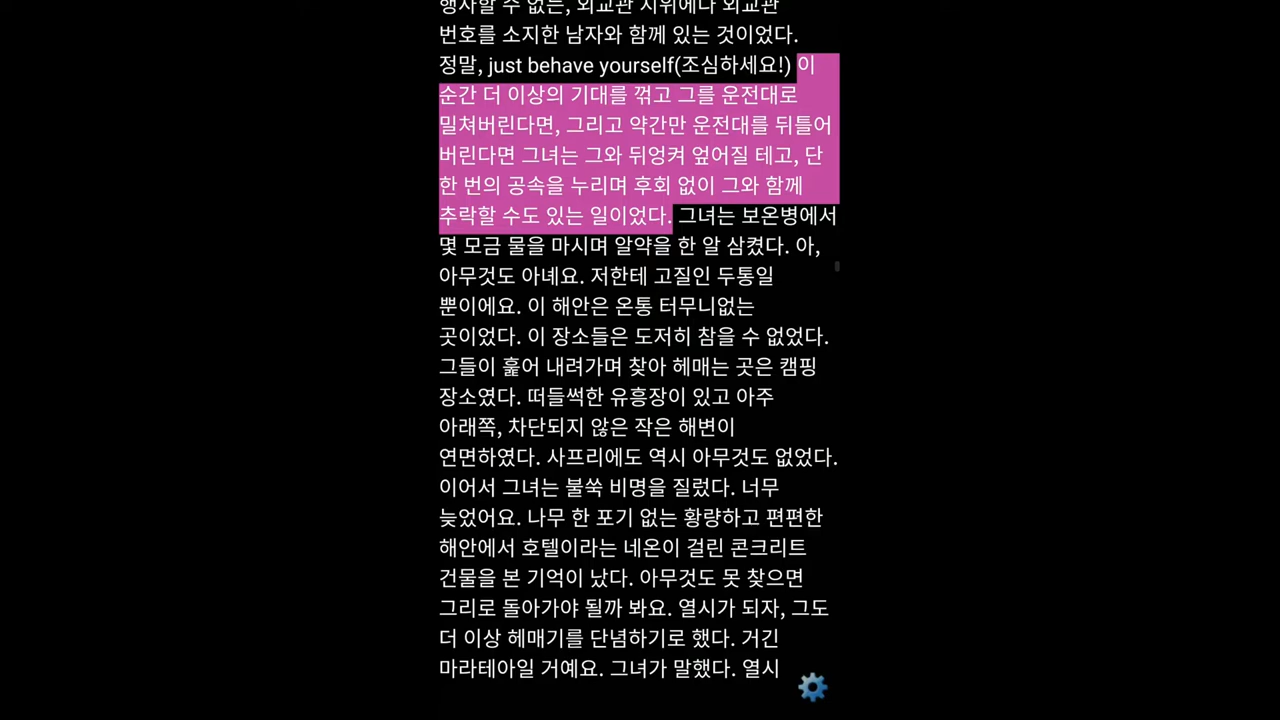 행사할 수 없는, 외교관 지위에다 외교관
번호를 소지한 남자와 함께 있는 것이었다.
정말, just behave yourself(조심하세요!) 이
순간 더 이상의 기대를 꺾고 그를 운전대로
밀쳐버린다면, 그리고 약간만 운전대를 뒤틀어
버린다면 그녀는 그와 뒤엉켜 엎어질 테고, 단
한 번의 공속을 누리며 후회 없이 그와 함께
추락할 수도 있는 일이었다. 그녀는 보온병에서
몇 모금 물을 마시며 알약을 한 알 삼켰다. 아,
아무것도 아녜요. 저한테 고질인 두통일
뿐이에요. 이 해안은 온통 터무니없는
곳이었다. 이 장소들은 도저히 참을 수 없었다.
그들이 훑어 내려가며 찾아 헤매는 곳은 캠핑
장소였다. 떠들썩한 유흥장이 있고 아주
아래쪽, 차단되지 않은 작은 해변이
연면하였다. 사프리에도 역시 아무것도 없었다.
이어서 그녀는 불쑥 비명을 질렀다. 너무
늦었어요. 나무 한 포기 없는 황량하고 편편한
해안에서 호텔이라는 네온이 걸린 콘크리트
건물을 본 기억이 났다. 아무것도 못 찾으면
그리로 돌아가야 될까 봐요. 열시가 되자, 그도
더 이상 헤매기를 단념하기로 했다. 거긴
마라테아일 거예요. 그녀가 말했다. 열시